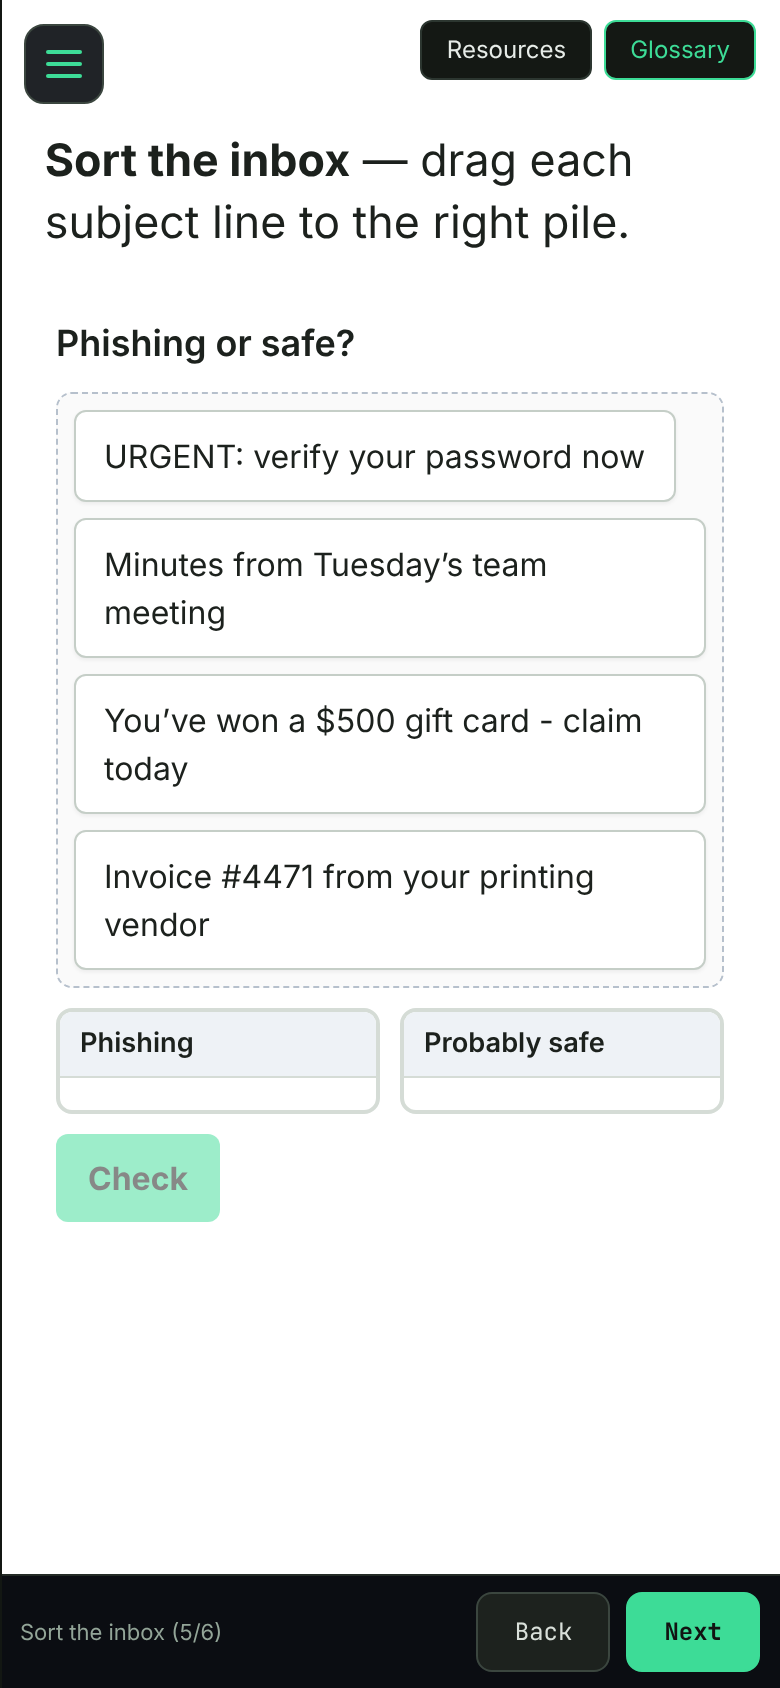 Resources
Glossary
Sort the inbox — drag each
subject line to the right pile.
Phishing or safe?
URGENT: verify your password now
Minutes from Tuesday’s team
meeting
You’ve won a $500 gift card - claim
today
Invoice #4471 from your printing
vendor
Phishing
Probably safe
Check
Sort the inbox (5/6)
Back
Next